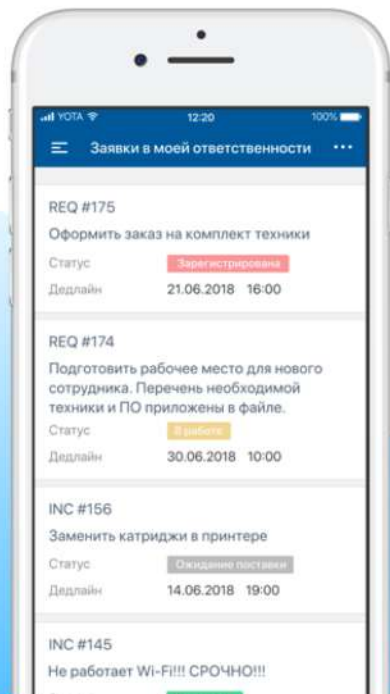 YOTA 12:20 100%
Заявки в моей ответственности ...
REQ #175
Оформить заказ на комплект техники
Статус Зарегистрирована
Дедлайн 21.06.2018 16:00
REQ #174
Подготовить рабочее место для нового
сотрудника. Перечень необходимой
техники и ПО приложены в файле.
Статус В работе
Дедлайн 30.06.2018 10:00
INC #156
Заменить катриджи в принтере
Статус Ожидание поставки
Дедлайн 14.06.2018 19:00
INC #145
Не работает Wi-Fi!!! СРОЧНО!!!